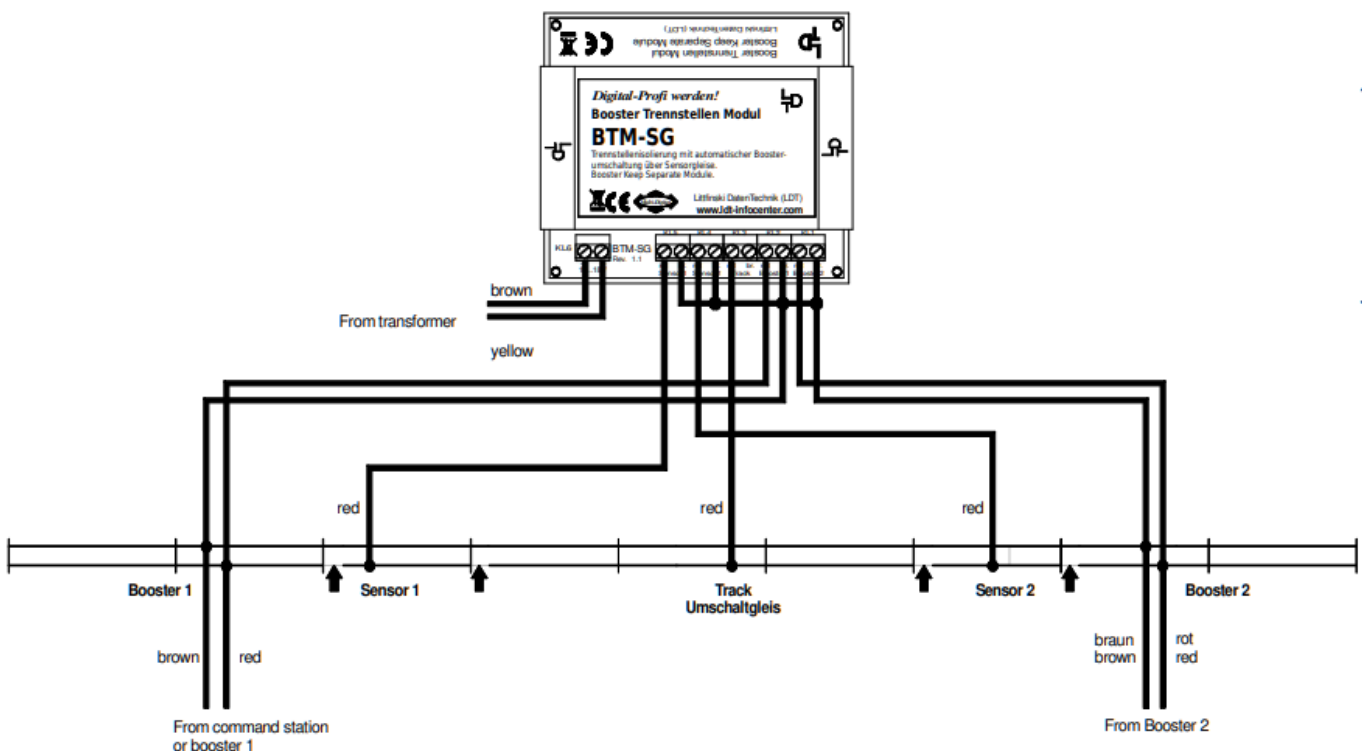 Littfinski DatenTechnik (LDT)
Booster Keep Separate Module
Booster Trennstellen Modul
Digital-Profi werden!
Booster Trennstellen Modul
BTM-SG
Trennstellenisolierung mit automatischer Booster-
umschaltung über Sensorgleise.
Booster Keep Separate Module.
Littfinski DatenTechnik (LDT)
www.ldt-infocenter.com
KL6
BTM-SG
Rev. 1.1
brown
From transformer
yellow
red
red
red
Booster 1
Sensor 1
Track
Umschaltgleis
Sensor 2
Booster 2
brown
red
braun
brown
rot
red
From command station
or booster 1
From Booster 2